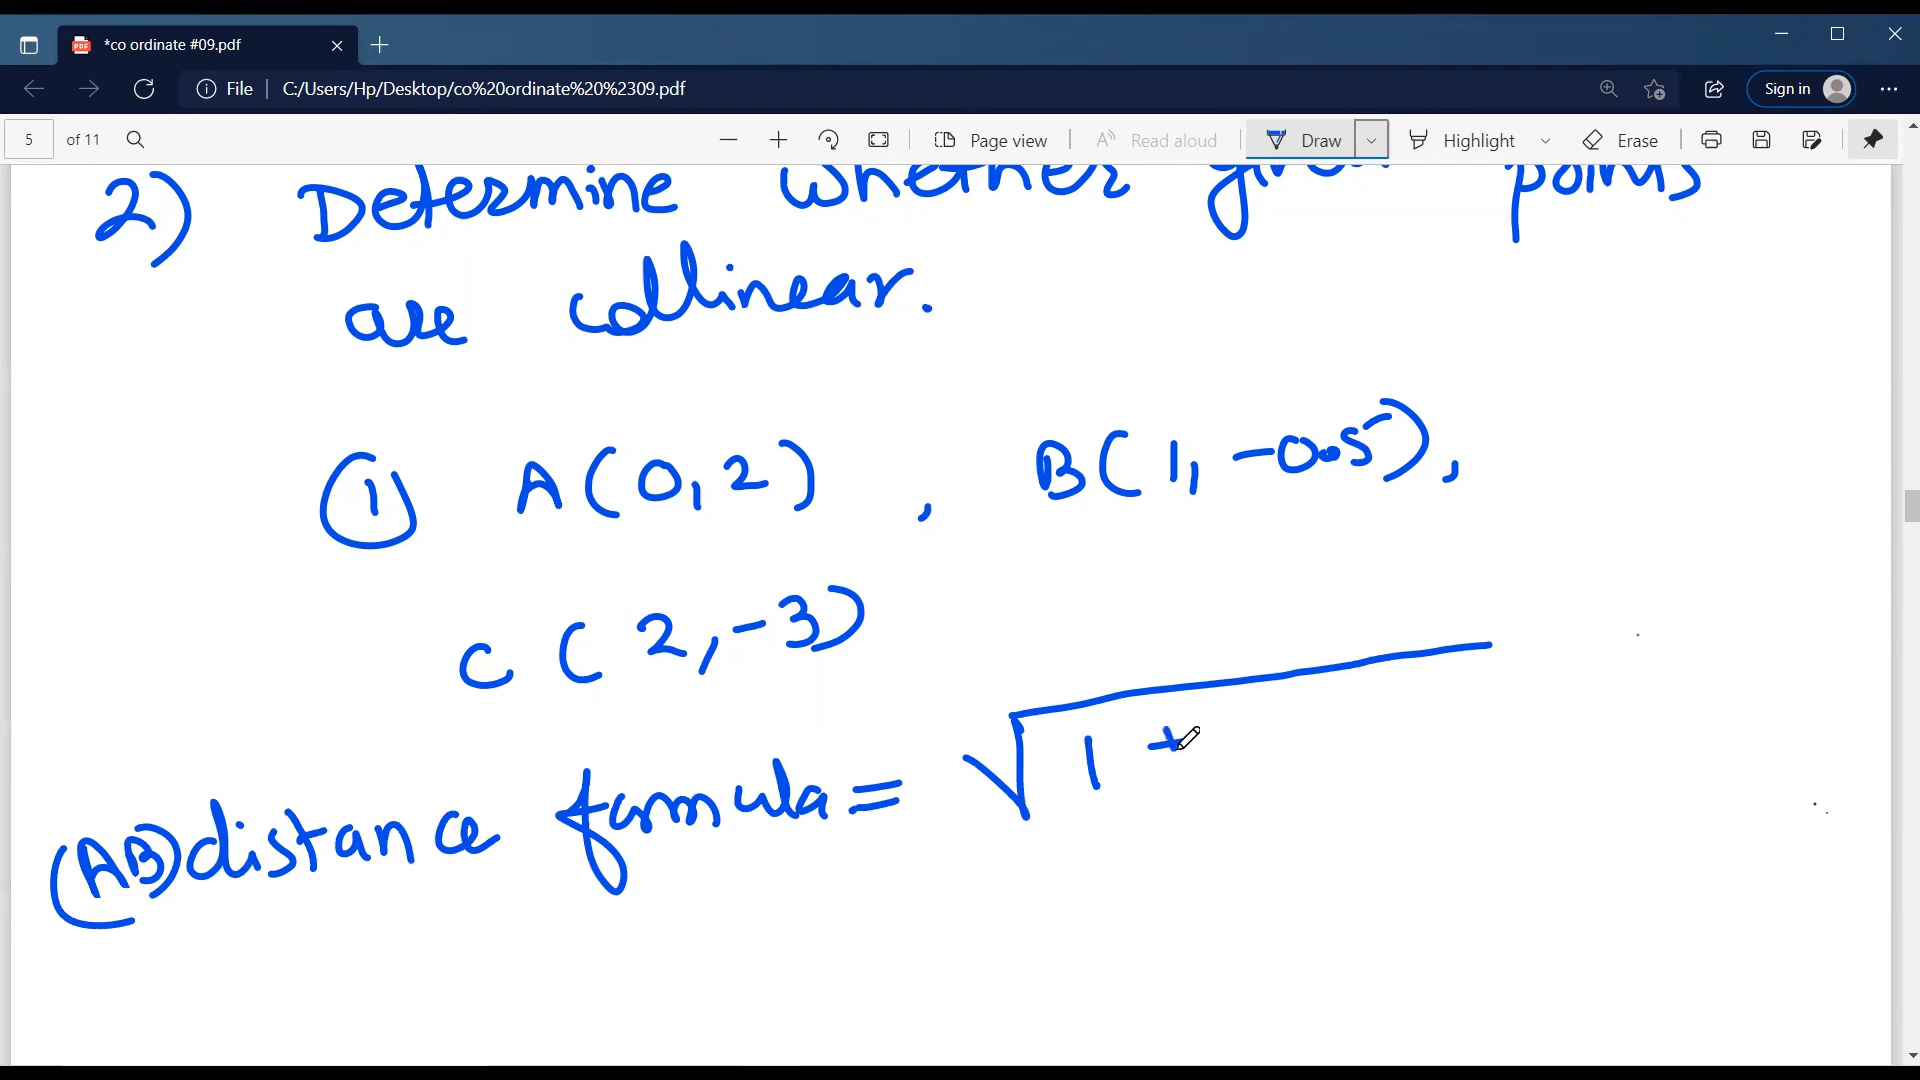 *co ordinate #09.pdf
File | C:/Users/Hp/Desktop/co%20ordinate%20%2309.pdf
Sign in
5 of 11
Page view
Read aloud
Draw
Highlight
Erase
2) Determine whether given points
are collinear.
① A(0,2) , B(1,-0.5),
C(2,-3)
(AB)distance formula = √1 +